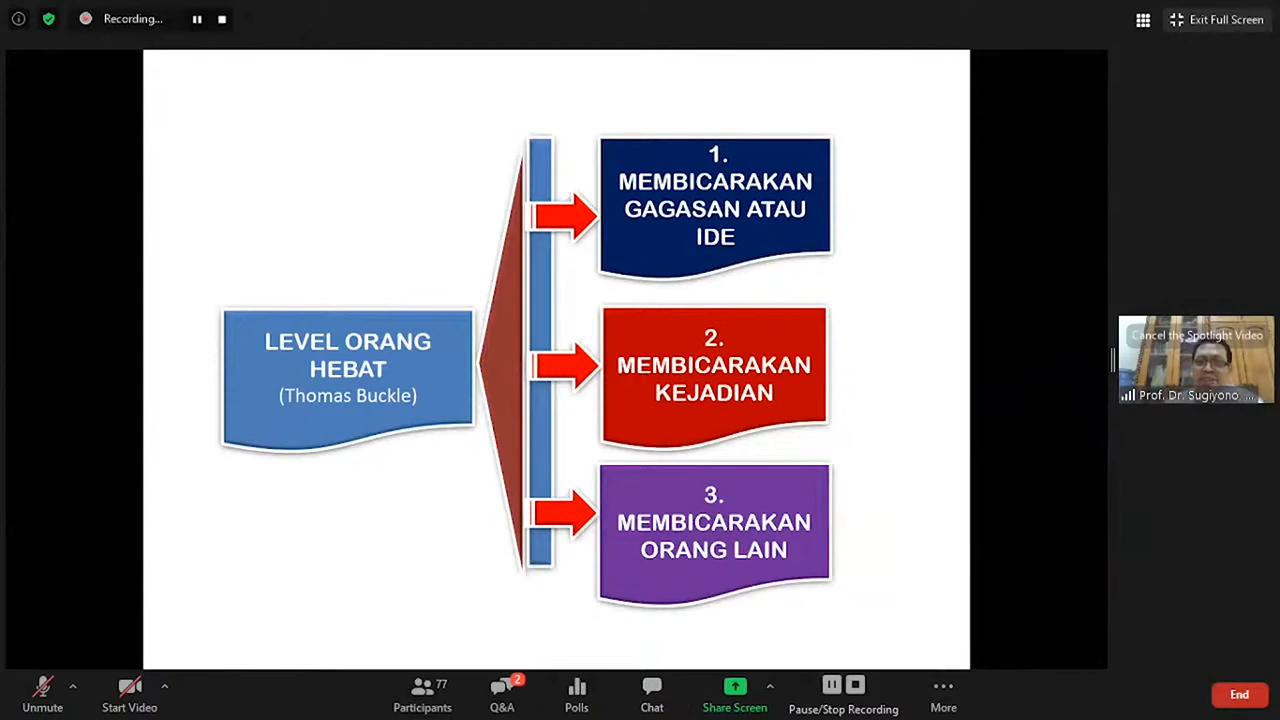 Recording...
Exit Full Screen
1.
MEMBICARAKAN
GAGASAN ATAU
IDE
LEVEL ORANG
HEBAT
(Thomas Buckle)
2.
MEMBICARAKAN
KEJADIAN
3.
MEMBICARAKAN
ORANG LAIN
Cancel the Spotlight Video
Prof. Dr. Sugiyono, ...
Unmute
Start Video
77
Participants
2
Q&A
Polls
Chat
Share Screen
Pause/Stop Recording
More
End